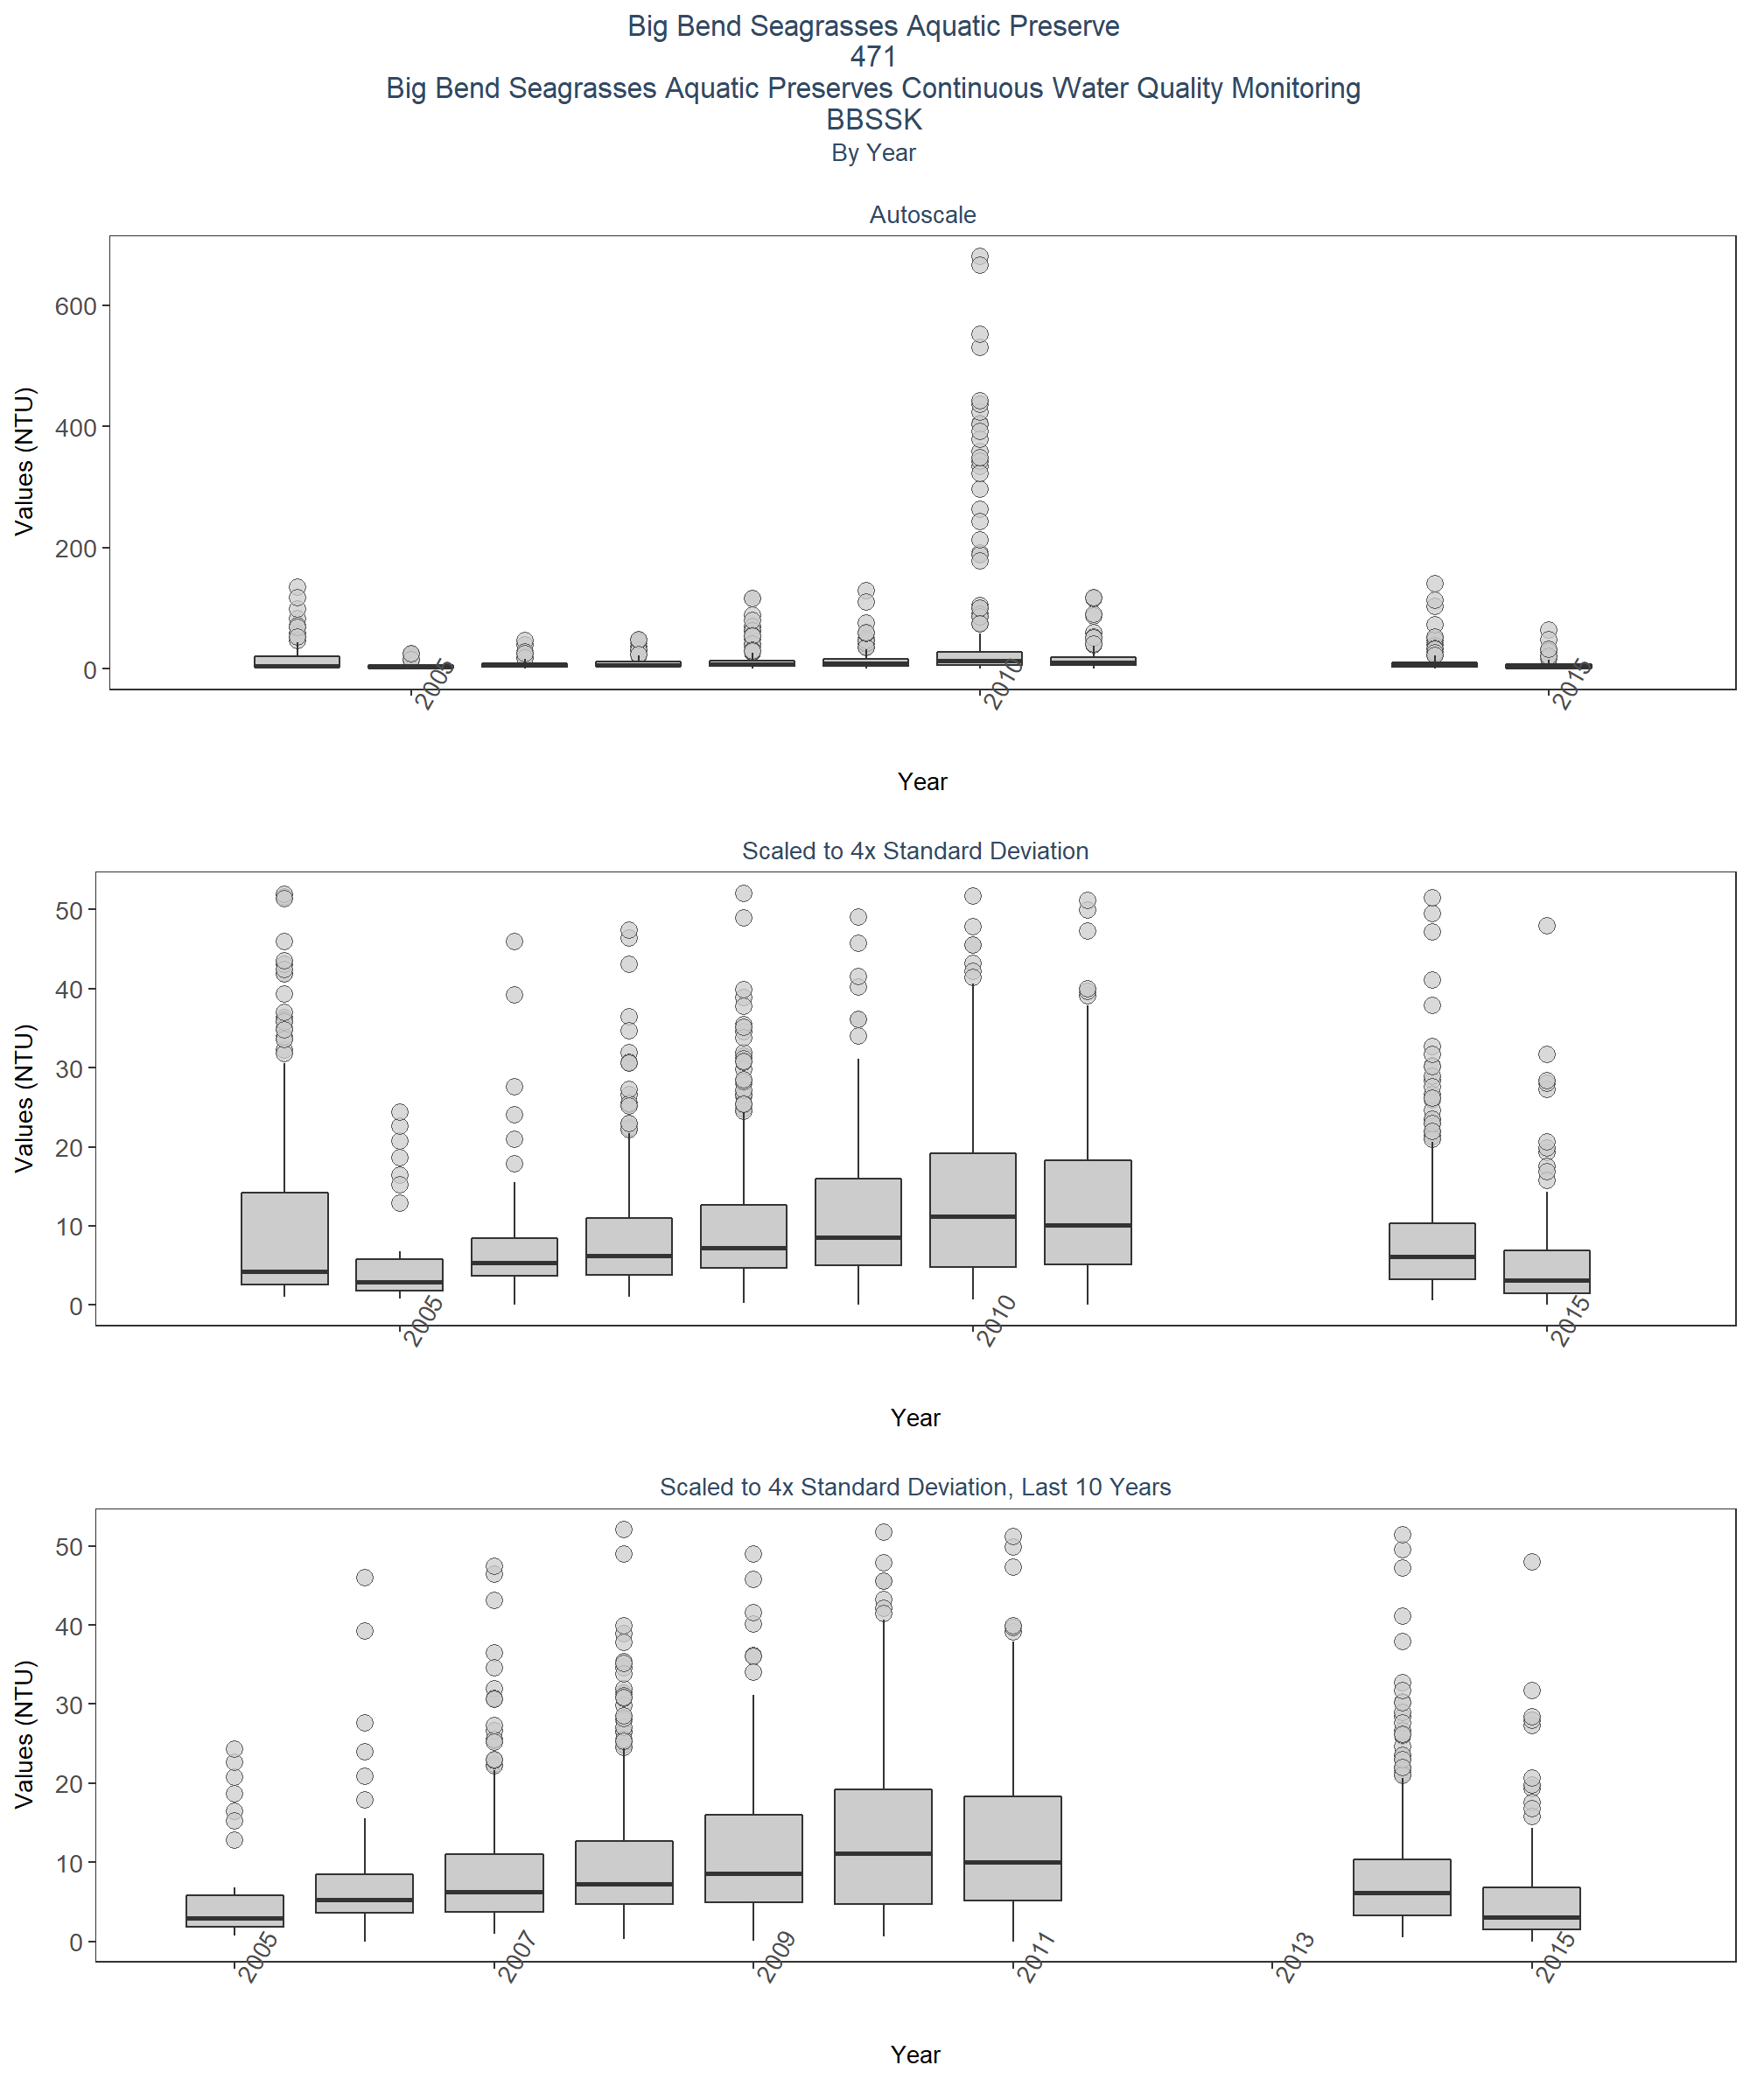 Big Bend Seagrasses Aquatic Preserve
471
Big Bend Seagrasses Aquatic Preserves Continuous Water Quality Monitoring
BBSSK
By Year
Autoscale
Values (NTU)
600
400
200
0
2005
2010
2015
Year
Scaled to 4x Standard Deviation
Values (NTU)
50
40
30
20
10
0
2005
2010
2015
Year
Scaled to 4x Standard Deviation, Last 10 Years
Values (NTU)
50
40
30
20
10
0
2005
2007
2009
2011
2013
2015
Year